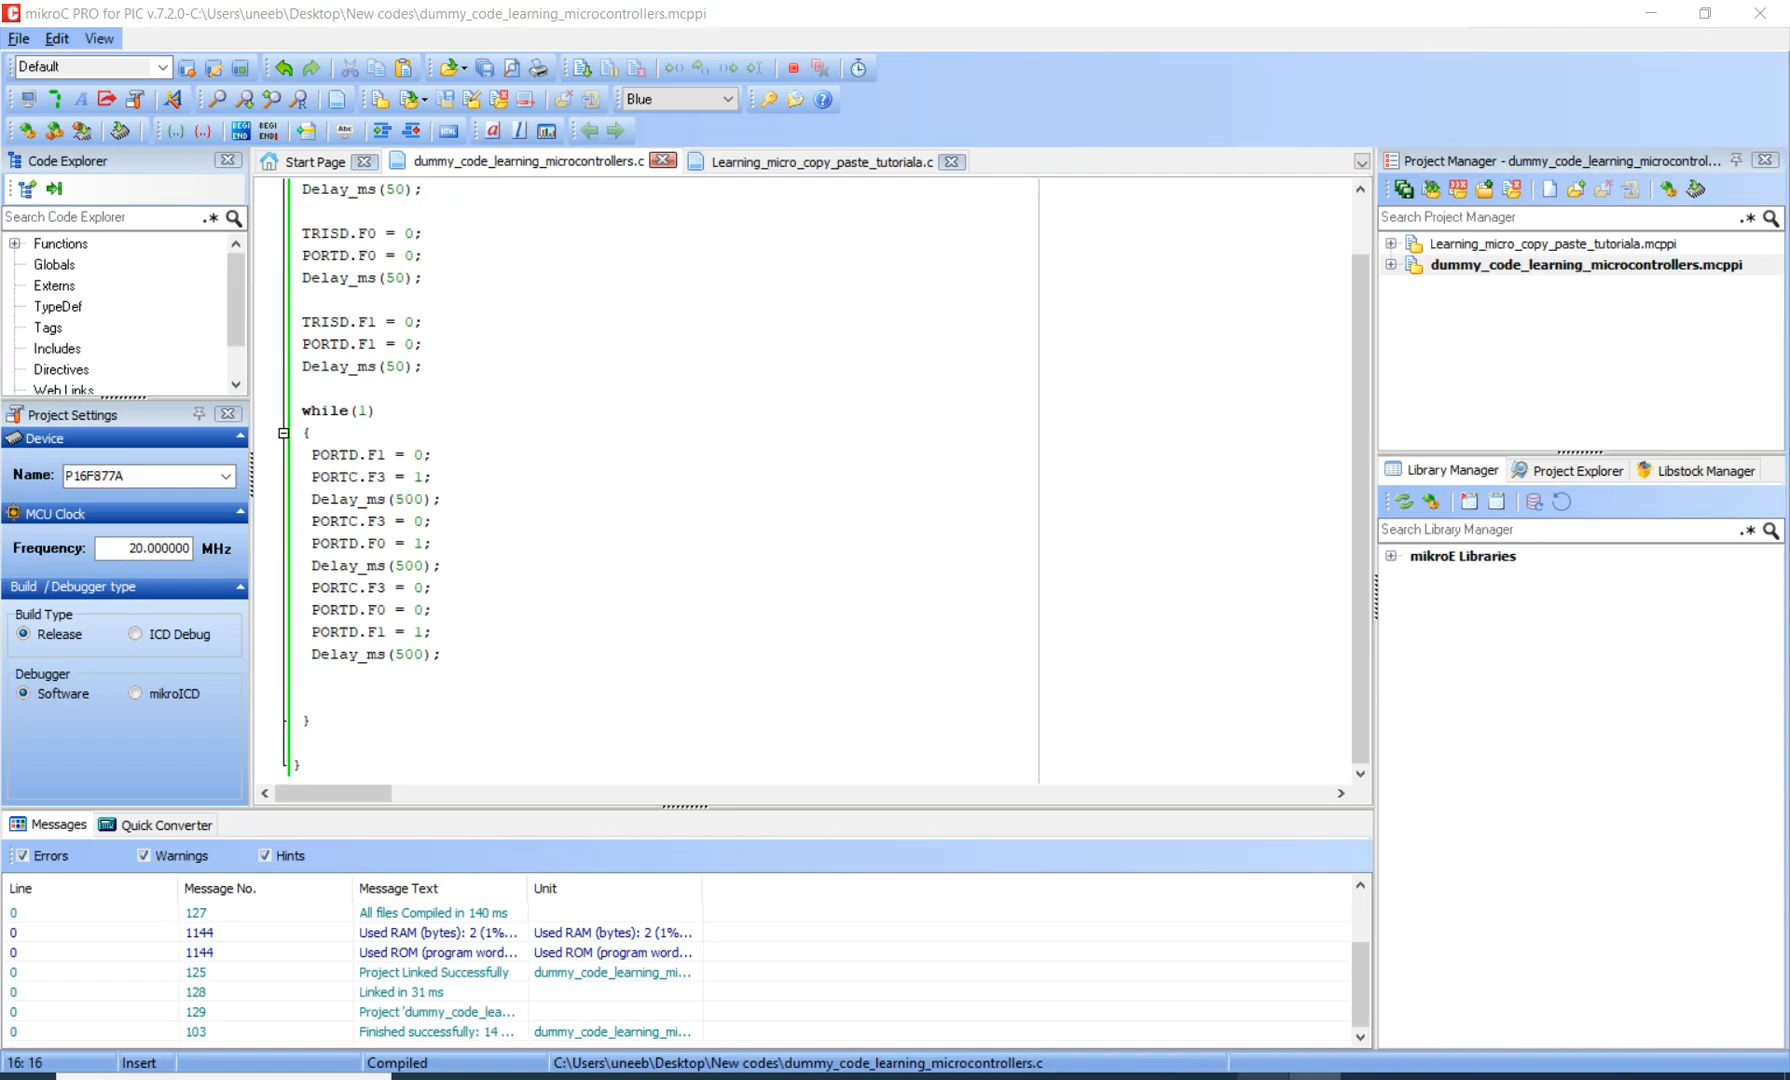 mikroC PRO for PIC v.7.2.0-C:\Users\uneeb\Desktop\New codes\dummy_code_learning_microcontrollers.mcppi
File Edit View
Default
Blue
Code Explorer
Start Page
dummy_code_learning_microcontrollers.c
Learning_micro_copy_paste_tutoriala.c
Project Manager - dummy_code_learning_microcontrol...
Search Code Explorer
Functions
Globals
Externs
TypeDef
Tags
Includes
Directives
Web Links
Project Settings
Device
Name: P16F877A
MCU Clock
Frequency: 20.000000 MHz
Build / Debugger type
Build Type
Release ICD Debug
Debugger
Software mikroICD
Delay_ms(50);
TRISD.F0 = 0;
PORTD.F0 = 0;
Delay_ms(50);
TRISD.F1 = 0;
PORTD.F1 = 0;
Delay_ms(50);
while(1)
{
PORTD.F1 = 0;
PORTC.F3 = 1;
Delay_ms(500);
PORTC.F3 = 0;
PORTD.F0 = 1;
Delay_ms(500);
PORTC.F3 = 0;
PORTD.F0 = 0;
PORTD.F1 = 1;
Delay_ms(500);
}
}
Search Project Manager
Learning_micro_copy_paste_tutoriala.mcppi
dummy_code_learning_microcontrollers.mcppi
Library Manager Project Explorer Libstock Manager
Search Library Manager
mikroE Libraries
Messages Quick Converter
Errors Warnings Hints
Line Message No. Message Text Unit
0 127 All files Compiled in 140 ms
0 1144 Used RAM (bytes): 2 (1%... Used RAM (bytes): 2 (1%...
0 1144 Used ROM (program word... Used ROM (program word...
0 125 Project Linked Successfully dummy_code_learning_mi...
0 128 Linked in 31 ms
0 129 Project 'dummy_code_lea...
0 103 Finished successfully: 14 ... dummy_code_learning_mi...
16: 16 Insert Compiled C:\Users\uneeb\Desktop\New codes\dummy_code_learning_microcontrollers.c